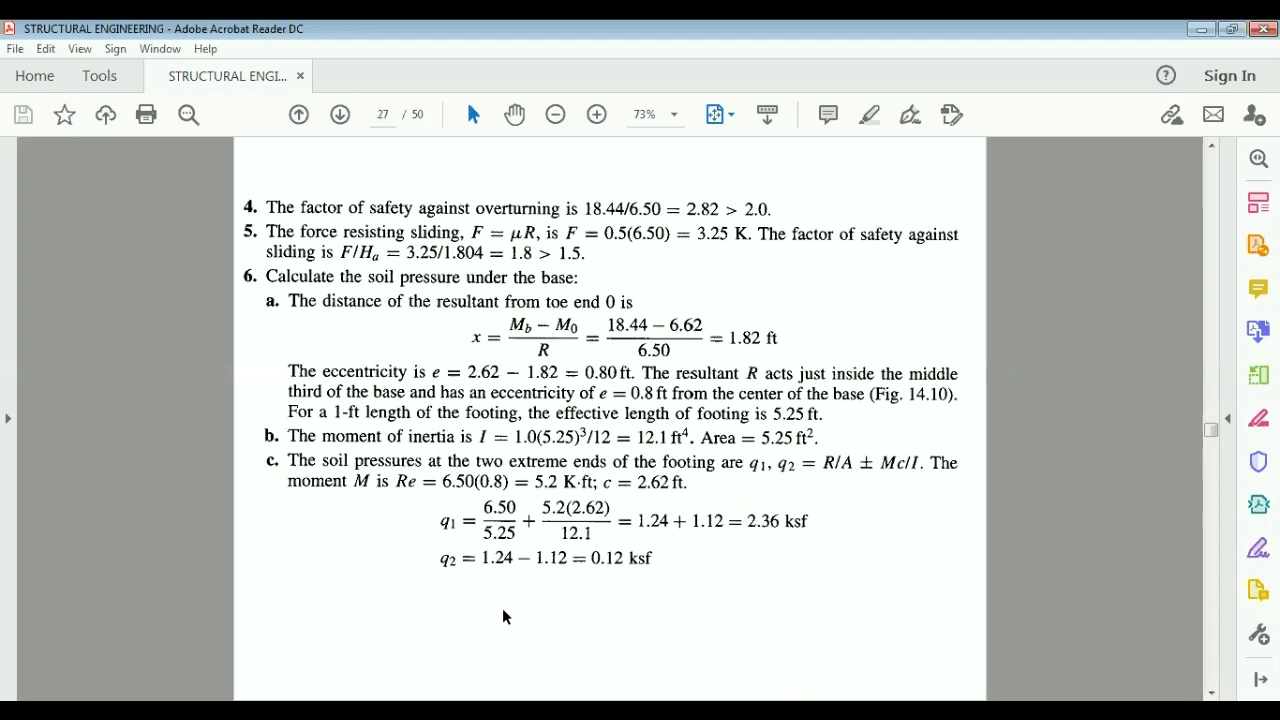 STRUCTURAL ENGINEERING - Adobe Acrobat Reader DC
File Edit View Sign Window Help
Home Tools STRUCTURAL ENGI... × Sign In
27 / 50 73%
4. The factor of safety against overturning is 18.44/6.50 = 2.82 > 2.0.
5. The force resisting sliding, F = μR, is F = 0.5(6.50) = 3.25 K. The factor of safety against
sliding is F/Hₐ = 3.25/1.804 = 1.8 > 1.5.
6. Calculate the soil pressure under the base:
a. The distance of the resultant from toe end 0 is
x = (M_b − M_0)/R = (18.44 − 6.62)/6.50 = 1.82 ft
The eccentricity is e = 2.62 − 1.82 = 0.80 ft. The resultant R acts just inside the middle
third of the base and has an eccentricity of e = 0.8 ft from the center of the base (Fig. 14.10).
For a 1-ft length of the footing, the effective length of footing is 5.25 ft.
b. The moment of inertia is I = 1.0(5.25)³/12 = 12.1 ft⁴. Area = 5.25 ft².
c. The soil pressures at the two extreme ends of the footing are q₁, q₂ = R/A ± Mc/I. The
moment M is Re = 6.50(0.8) = 5.2 K·ft; c = 2.62 ft.
q₁ = 6.50/5.25 + 5.2(2.62)/12.1 = 1.24 + 1.12 = 2.36 ksf
q₂ = 1.24 − 1.12 = 0.12 ksf